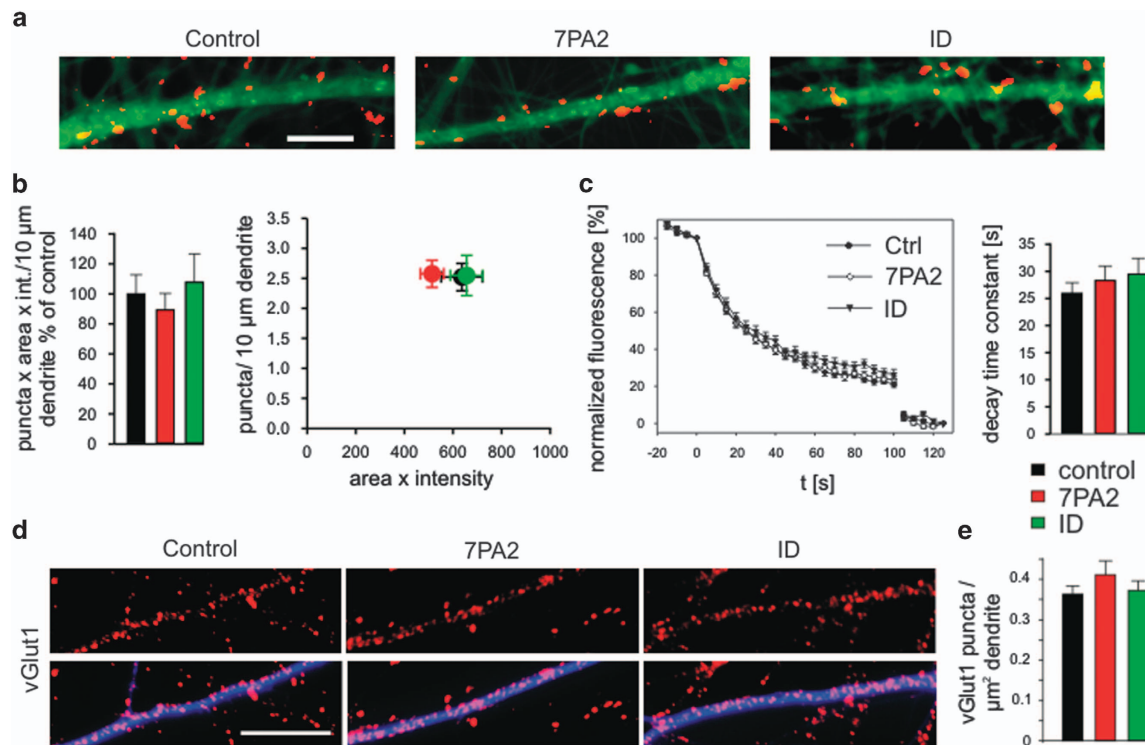 a
Control
7PA2
ID
b
puncta x area x int./10 µm
dendrite % of control
140
120
100
80
60
40
20
0
puncta/ 10 µm dendrite
3.5
3.0
2.5
2.0
1.5
1.0
0.5
0.0
0 200 400 600 800 1000
area x intensity
c
normalized fluorescence [%]
100
80
60
40
20
0
-20 0 20 40 60 80 100 120
t [s]
Ctrl
7PA2
ID
decay time constant [s]
35
30
25
20
15
10
5
0
control
7PA2
ID
d
Control
7PA2
ID
vGlut1
e
vGlut1 puncta /
µm² dendrite
0.4
0.3
0.2
0.2
0.1
0